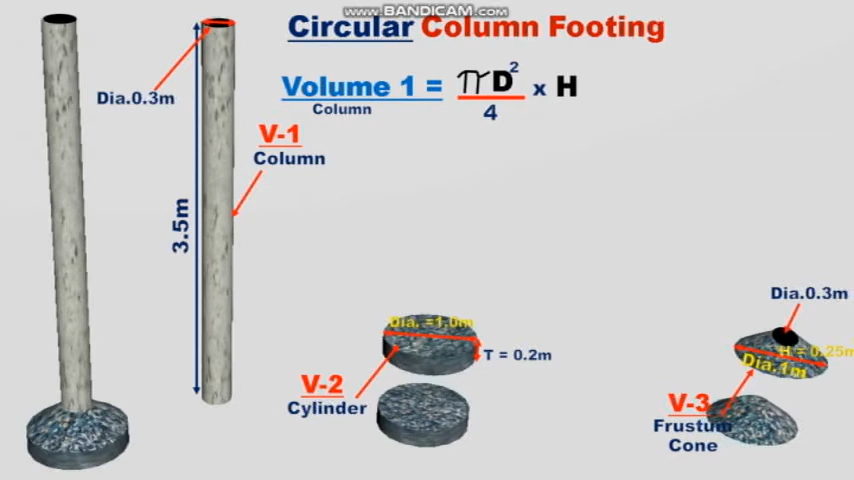 WWW.BANDICAM.COM
Circular Column Footing
Volume 1 = πD² x H
4
Column
Dia.0.3m
V-1
Column
3.5m
Dia. =1.0m
T = 0.2m
V-2
Cylinder
Dia.0.3m
H = 0.25m
Dia.1m
V-3
Frustum
Cone